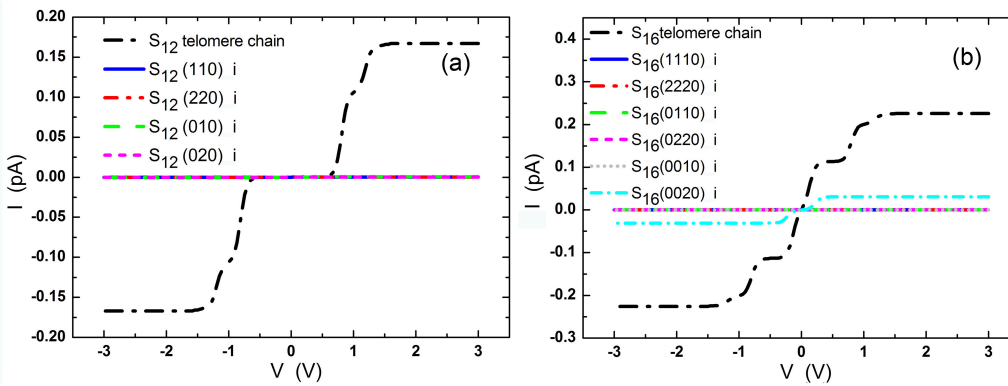 0.20
0.15
0.10
0.05
0.00
-0.05
-0.10
-0.15
-0.20
I (pA)
S12 telomere chain
S12 (110) i
S12 (220) i
S12 (010) i
S12 (020) i
(a)
-3 -2 -1 0 1 2 3
V (V)
0.4
0.3
0.2
0.1
0.0
-0.1
-0.2
-0.3
I (pA)
S16telomere chain
S16(1110) i
S16(2220) i
S16(0110) i
S16(0220) i
S16(0010) i
S16(0020) i
(b)
-3 -2 -1 0 1 2 3
V (V)